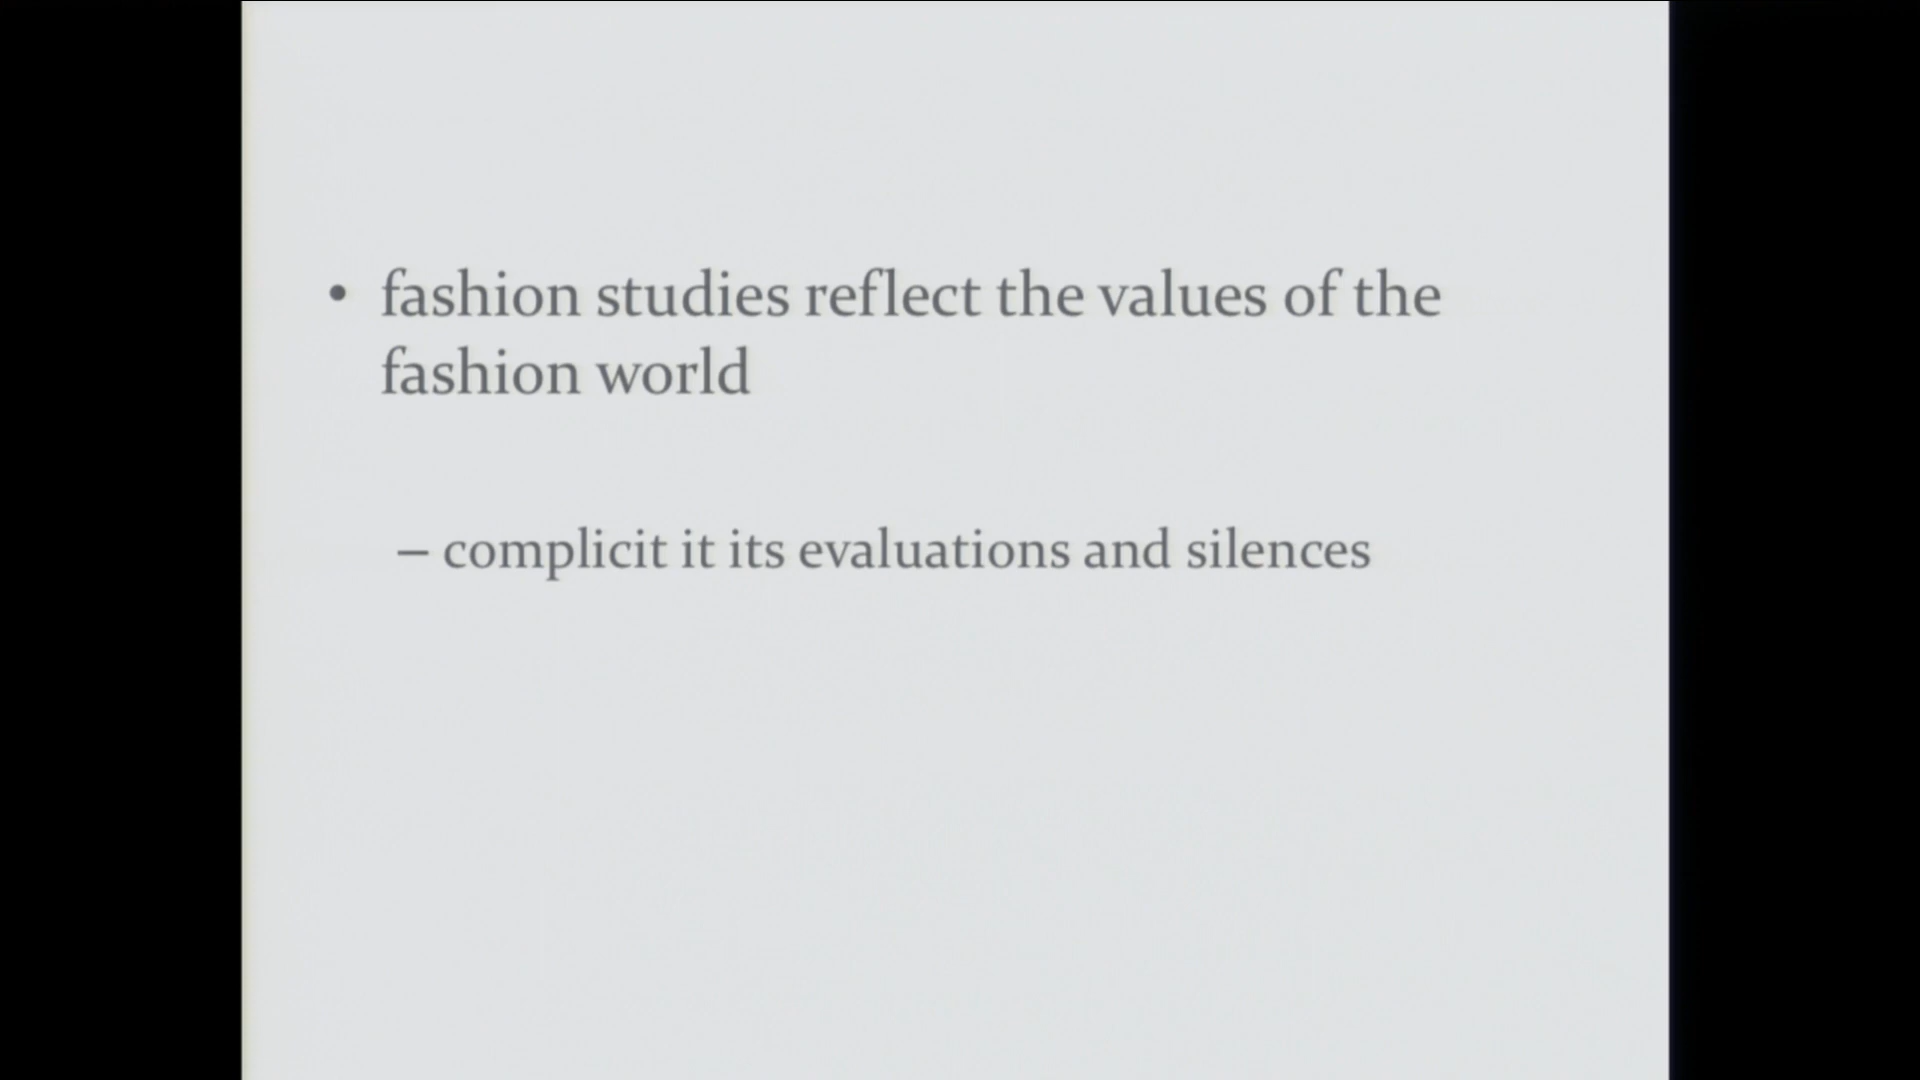 • fashion studies reflect the values of the
fashion world
– complicit it its evaluations and silences